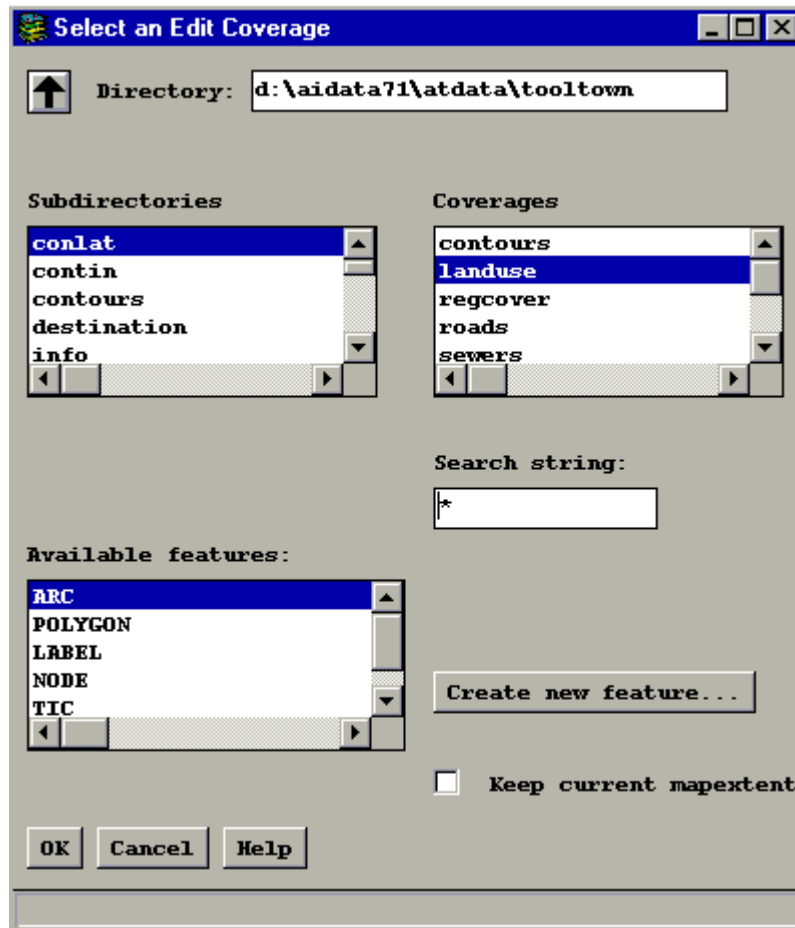 Select an Edit Coverage
Directory: d:\aidata71\atdata\tooltown
Subdirectories
conlat
contin
contours
destination
info
Coverages
contours
landuse
regcover
roads
sewers
Search string:
*
Available features:
ARC
POLYGON
LABEL
NODE
TIC
Create new feature...
Keep current mapextent
OK Cancel Help